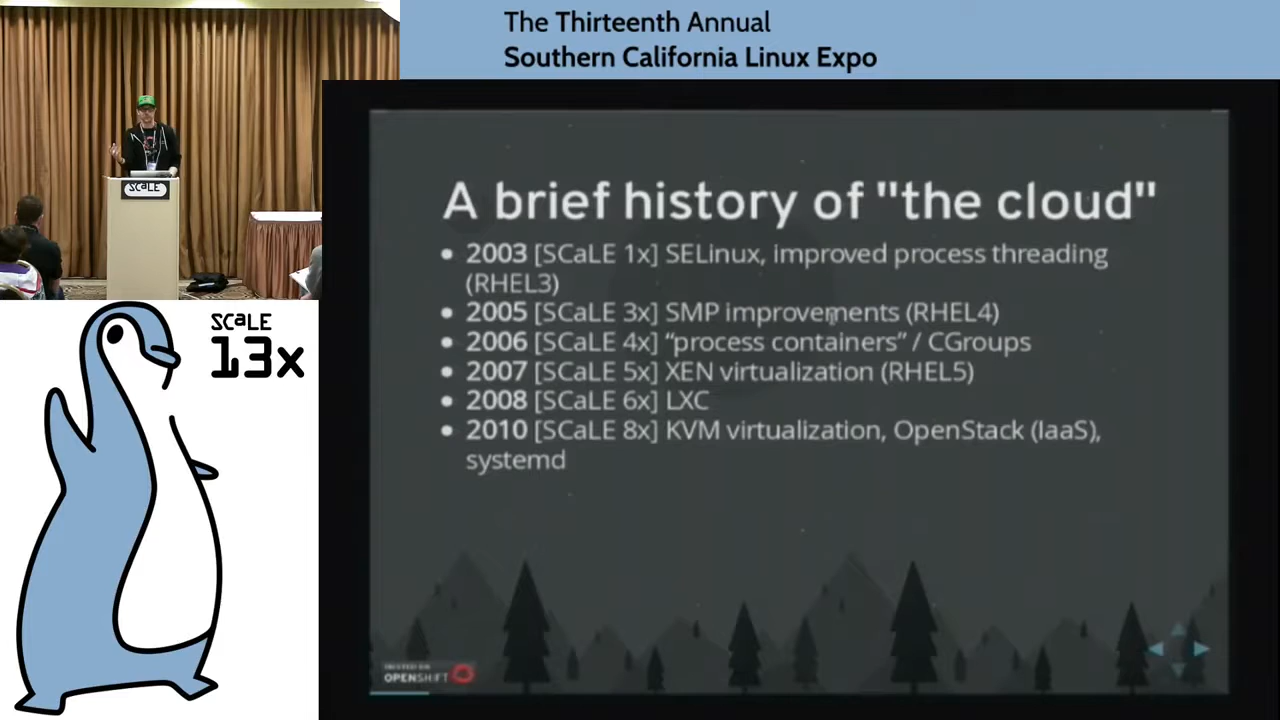 The Thirteenth Annual
Southern California Linux Expo
SCaLE
SCaLE
13x
A brief history of "the cloud"
• 2003 [SCaLE 1x] SELinux, improved process threading
(RHEL3)
• 2005 [SCaLE 3x] SMP improvements (RHEL4)
• 2006 [SCaLE 4x] “process containers” / CGroups
• 2007 [SCaLE 5x] XEN virtualization (RHEL5)
• 2008 [SCaLE 6x] LXC
• 2010 [SCaLE 8x] KVM virtualization, OpenStack (IaaS),
systemd
OPENSHIFT